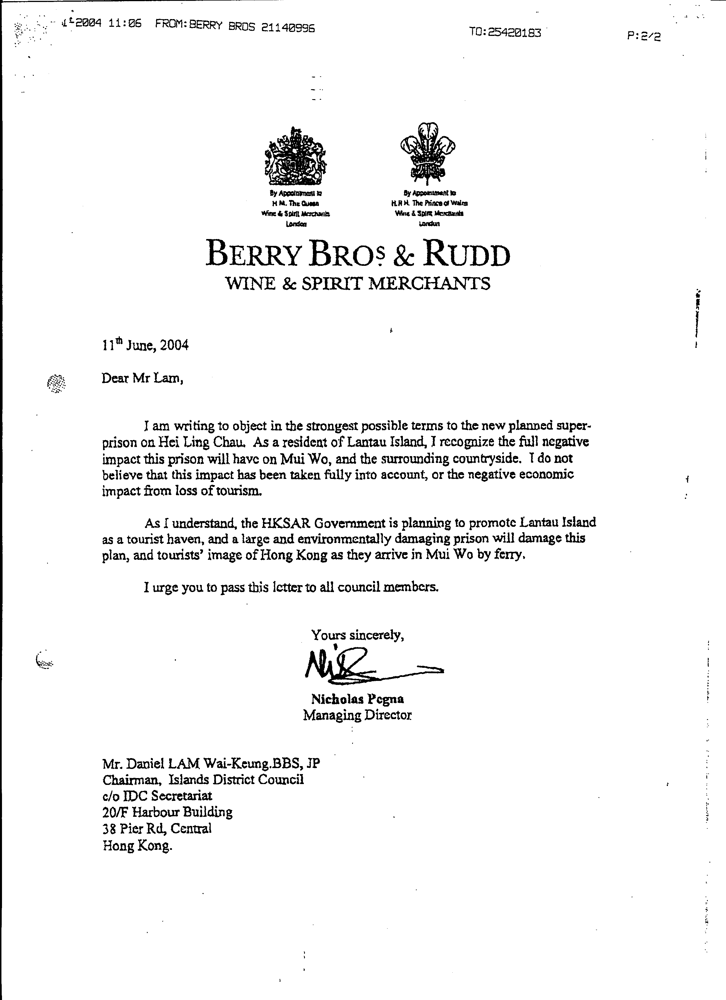 2004 11:06 FROM:BERRY BROS 21140996 TO:25420183 P:2/2
By Appointment to
H.M. The Queen
Wine & Spirit Merchants
London
By Appointment to
H.R.H. The Prince of Wales
Wine & Spirit Merchants
London
BERRY BROS & RUDD
WINE & SPIRIT MERCHANTS
11th June, 2004
Dear Mr Lam,
I am writing to object in the strongest possible terms to the new planned super-
prison on Hei Ling Chau. As a resident of Lantau Island, I recognize the full negative
impact this prison will have on Mui Wo, and the surrounding countryside. I do not
believe that this impact has been taken fully into account, or the negative economic
impact from loss of tourism.
As I understand, the HKSAR Government is planning to promote Lantau Island
as a tourist haven, and a large and environmentally damaging prison will damage this
plan, and tourists' image of Hong Kong as they arrive in Mui Wo by ferry.
I urge you to pass this letter to all council members.
Yours sincerely,
Nicholas Pegna
Managing Director
Mr. Daniel LAM Wai-Keung.BBS, JP
Chairman, Islands District Council
c/o IDC Secretariat
20/F Harbour Building
38 Pier Rd, Central
Hong Kong.